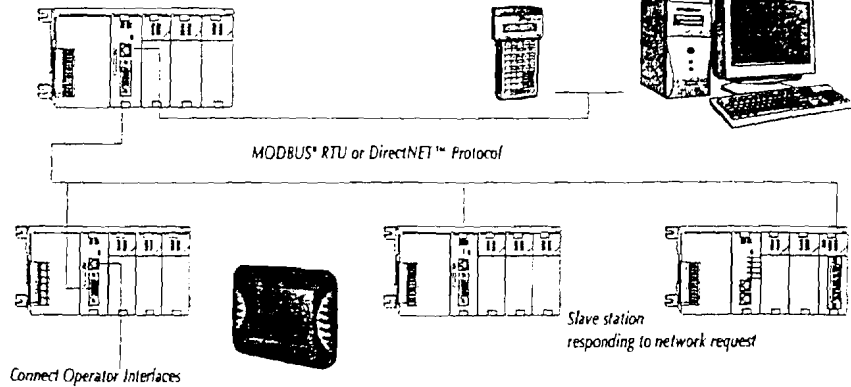 MODBUS® RTU or DirectNET™ Protocol
Slave station
responding to network request
Connect Operator Interfaces